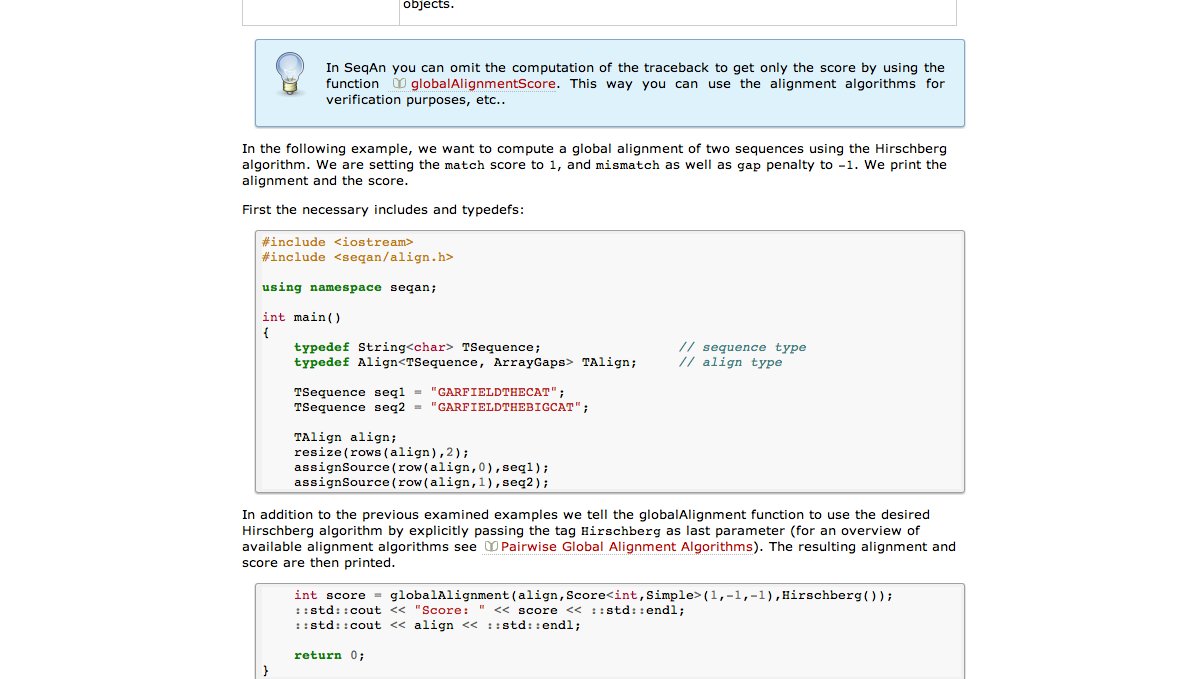 objects.
In SeqAn you can omit the computation of the traceback to get only the score by using the
function globalAlignmentScore. This way you can use the alignment algorithms for
verification purposes, etc..
In the following example, we want to compute a global alignment of two sequences using the Hirschberg
algorithm. We are setting the match score to 1, and mismatch as well as gap penalty to -1. We print the
alignment and the score.
First the necessary includes and typedefs:
#include <iostream>
#include <seqan/align.h>
using namespace seqan;
int main()
{
    typedef String<char> TSequence;                 // sequence type
    typedef Align<TSequence, ArrayGaps> TAlign;     // align type
    TSequence seq1 = "GARFIELDTHECAT";
    TSequence seq2 = "GARFIELDTHEBIGCAT";
    TAlign align;
    resize(rows(align),2);
    assignSource(row(align,0),seq1);
    assignSource(row(align,1),seq2);
In addition to the previous examined examples we tell the globalAlignment function to use the desired
Hirschberg algorithm by explicitly passing the tag Hirschberg as last parameter (for an overview of
available alignment algorithms see Pairwise Global Alignment Algorithms). The resulting alignment and
score are then printed.
    int score = globalAlignment(align,Score<int,Simple>(1,-1,-1),Hirschberg());
    ::std::cout << "Score: " << score << ::std::endl;
    ::std::cout << align << ::std::endl;
    return 0;
}